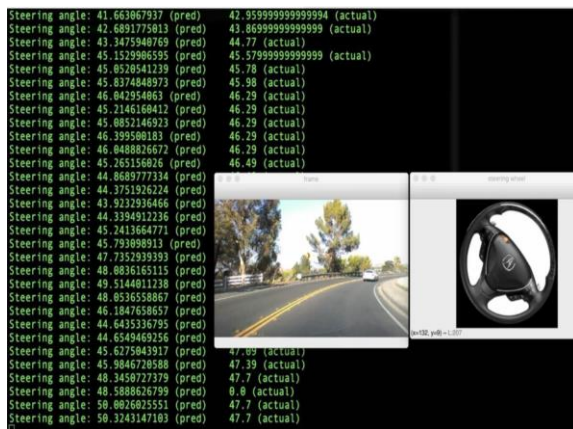 Steering angle: 41.663067937 (pred) 42.959999999999994 (actual)
Steering angle: 42.6891775013 (pred) 43.86999999999999 (actual)
Steering angle: 43.3475940769 (pred) 44.77 (actual)
Steering angle: 45.1529906595 (pred) 45.57999999999999 (actual)
Steering angle: 45.0520541239 (pred) 45.78 (actual)
Steering angle: 45.8374848973 (pred) 45.98 (actual)
Steering angle: 46.042954063 (pred) 46.29 (actual)
Steering angle: 45.2146160412 (pred) 46.29 (actual)
Steering angle: 45.0852146923 (pred) 46.29 (actual)
Steering angle: 46.399500183 (pred) 46.29 (actual)
Steering angle: 46.0488826672 (pred) 46.29 (actual)
Steering angle: 45.265156026 (pred) 46.49 (actual)
Steering angle: 44.8689777334 (pred)
Steering angle: 44.3751926224 (pred)
Steering angle: 43.9232936466 (pred)
Steering angle: 44.3394912236 (pred)
Steering angle: 45.2413664771 (pred)
Steering angle: 45.793098913 (pred)
Steering angle: 47.7352939393 (pred)
Steering angle: 48.0836165115 (pred)
Steering angle: 49.5144011238 (pred)
Steering angle: 48.0536558867 (pred)
Steering angle: 46.1847658657 (pred)
Steering angle: 44.6435336795 (pred)
Steering angle: 44.6549469256 (pred)
Steering angle: 45.6275043917 (pred) 47.09 (actual)
Steering angle: 45.9846720588 (pred) 47.39 (actual)
Steering angle: 48.3450727379 (pred) 47.7 (actual)
Steering angle: 48.5888626799 (pred) 0.0 (actual)
Steering angle: 50.0026025551 (pred) 47.7 (actual)
Steering angle: 50.3243147103 (pred) 47.7 (actual)
frame
steering wheel